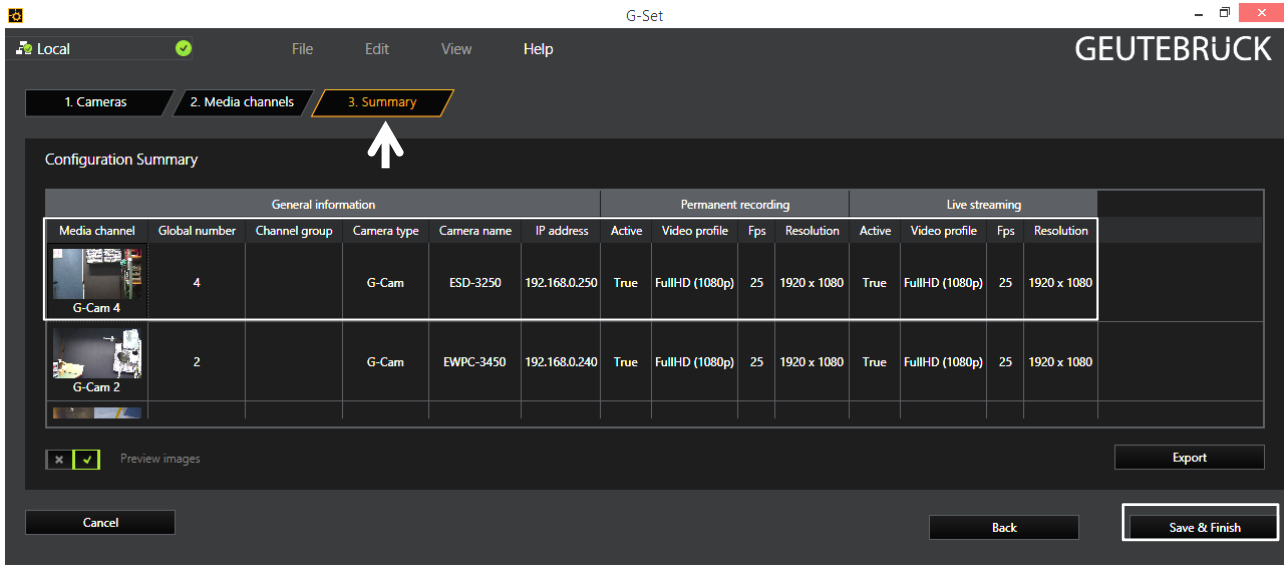 G-Set
Local File Edit View Help GEUTEBRÜCK
1. Cameras 2. Media channels 3. Summary
Configuration Summary
General information Permanent recording Live streaming
Media channel Global number Channel group Camera type Camera name IP address Active Video profile Fps Resolution Active Video profile Fps Resolution
4 G-Cam ESD-3250 192.168.0.250 True FullHD (1080p) 25 1920 x 1080 True FullHD (1080p) 25 1920 x 1080
G-Cam 4
2 G-Cam EWPC-3450 192.168.0.240 True FullHD (1080p) 25 1920 x 1080 True FullHD (1080p) 25 1920 x 1080
G-Cam 2
Preview images Export
Cancel Back Save & Finish